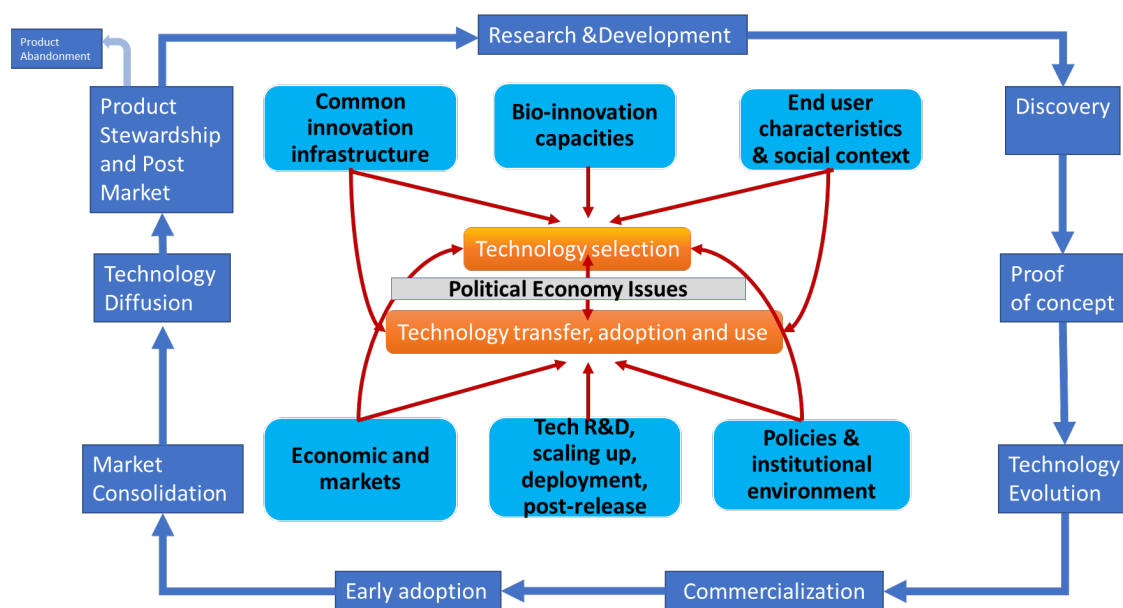 Research &Development
Product
Abandonment
Product
Stewardship
and Post
Market
Common
innovation
infrastructure
Bio-innovation
capacities
End user
characteristics
& social context
Discovery
Technology selection
Technology
Diffusion
Political Economy Issues
Proof
of concept
Technology transfer, adoption and use
Market
Consolidation
Economic and
markets
Tech R&D,
scaling up,
deployment,
post-release
Policies &
institutional
environment
Technology
Evolution
Early adoption
Commercialization